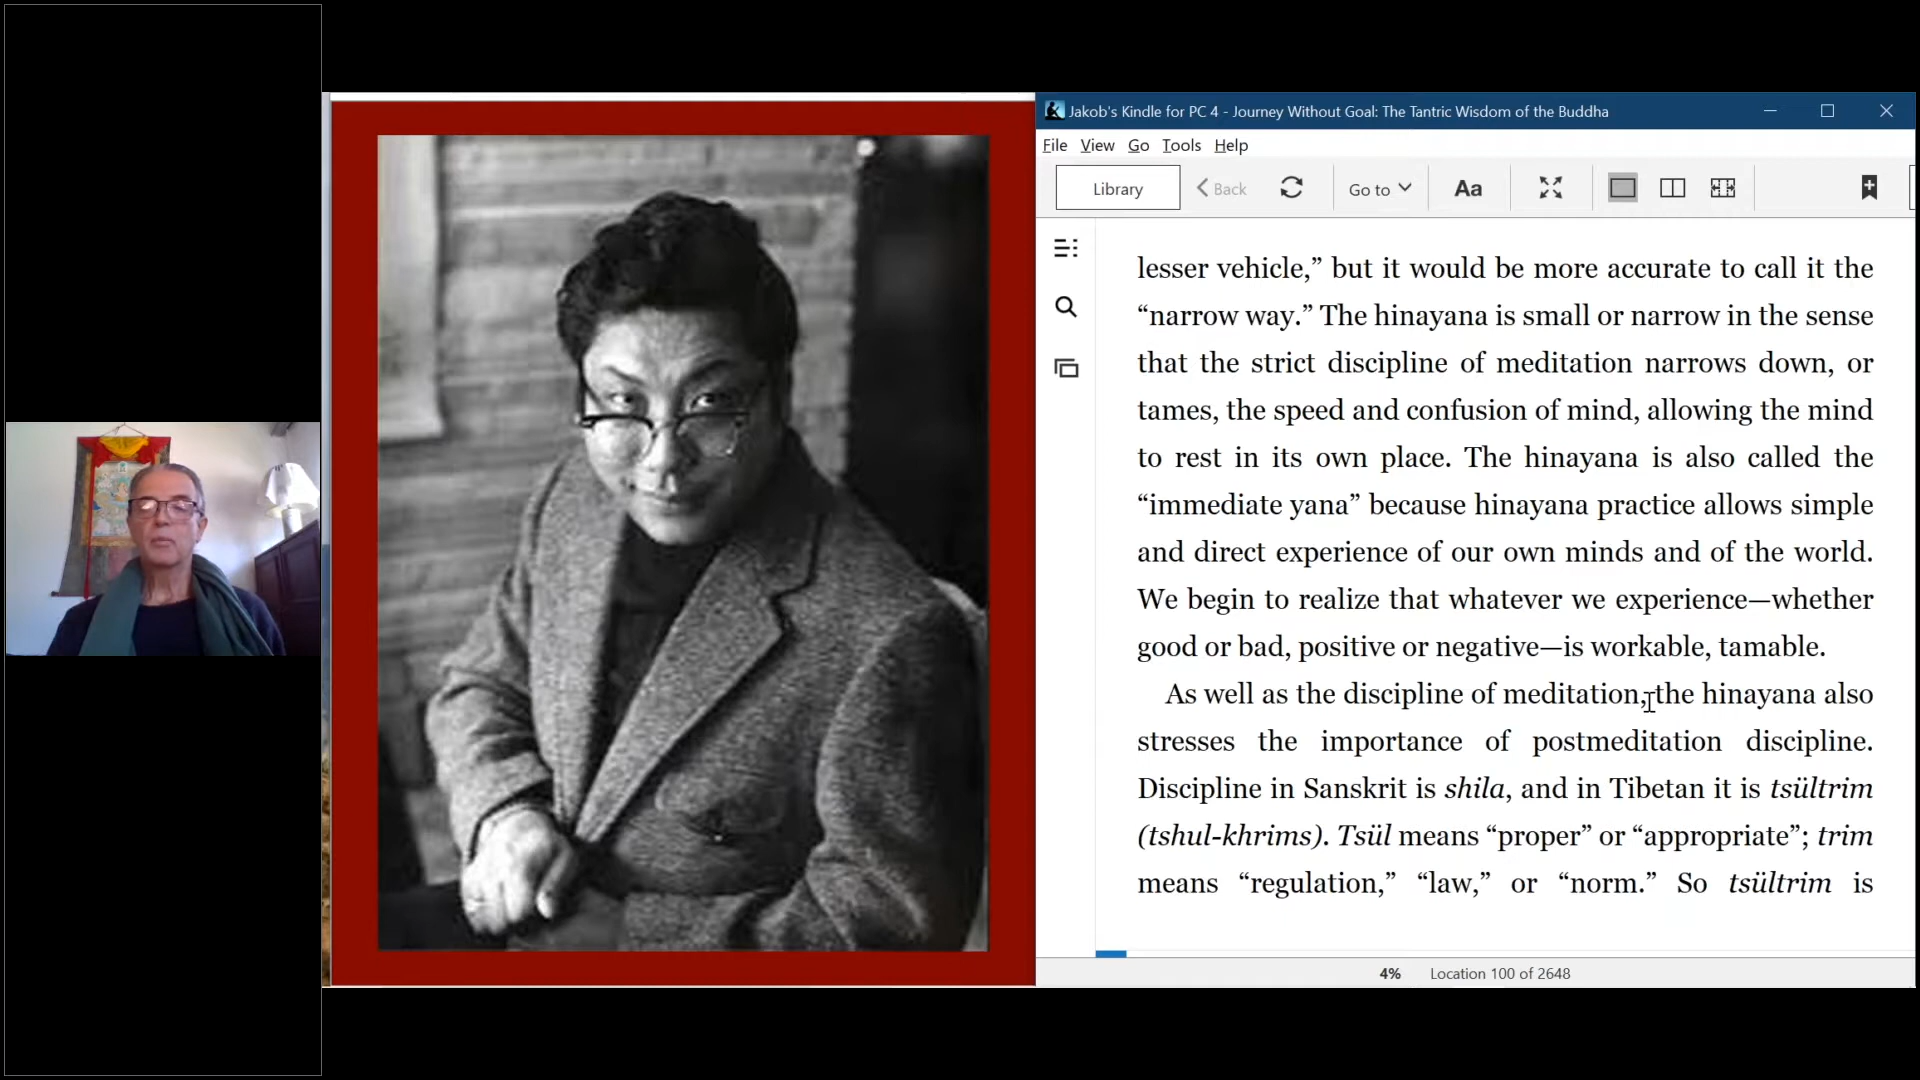 Jakob's Kindle for PC 4 - Journey Without Goal: The Tantric Wisdom of the Buddha
File View Go Tools Help
Library Back Go to Aa
lesser vehicle,” but it would be more accurate to call it the
“narrow way.” The hinayana is small or narrow in the sense
that the strict discipline of meditation narrows down, or
tames, the speed and confusion of mind, allowing the mind
to rest in its own place. The hinayana is also called the
“immediate yana” because hinayana practice allows simple
and direct experience of our own minds and of the world.
We begin to realize that whatever we experience—whether
good or bad, positive or negative—is workable, tamable.
As well as the discipline of meditation, the hinayana also
stresses the importance of postmeditation discipline.
Discipline in Sanskrit is shila, and in Tibetan it is tsültrim
(tshul-khrims). Tsül means “proper” or “appropriate”; trim
means “regulation,” “law,” or “norm.” So tsültrim is
4% Location 100 of 2648